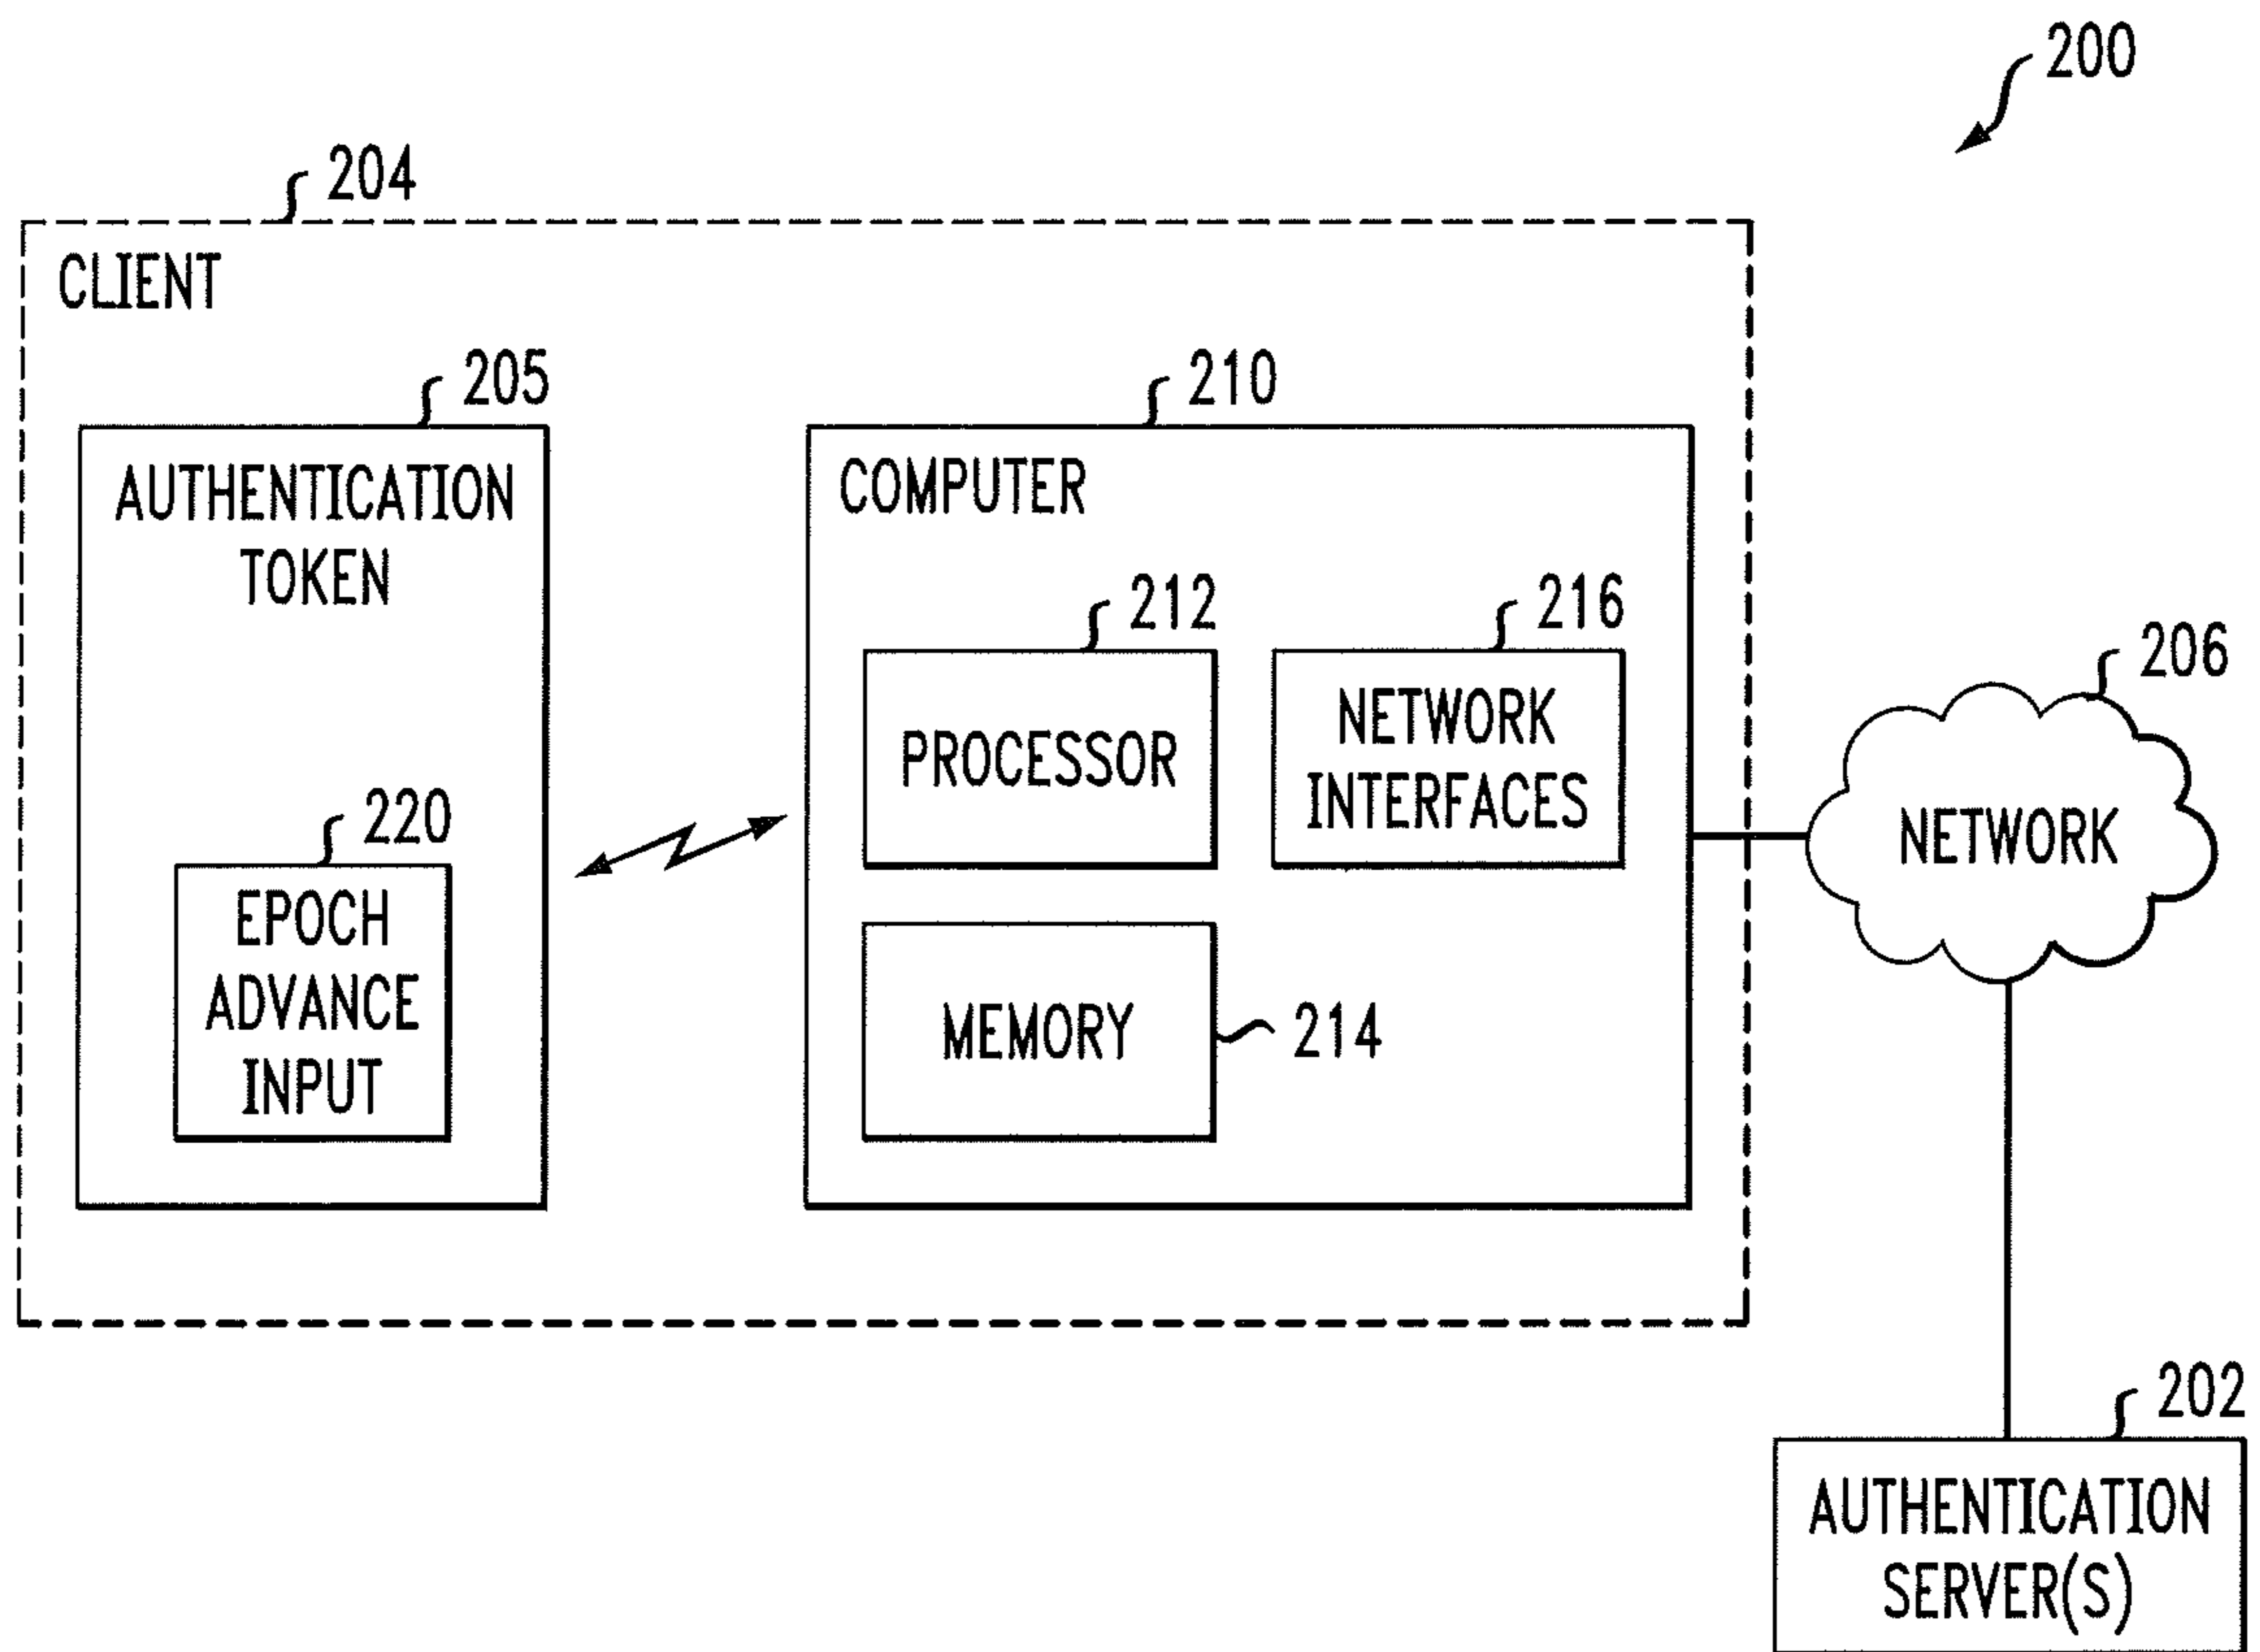 200
204
CLIENT
205
210
AUTHENTICATION
TOKEN
COMPUTER
212
216
206
PROCESSOR
NETWORK
INTERFACES
NETWORK
220
EPOCH
ADVANCE
INPUT
MEMORY
214
202
AUTHENTICATION
SERVER(S)